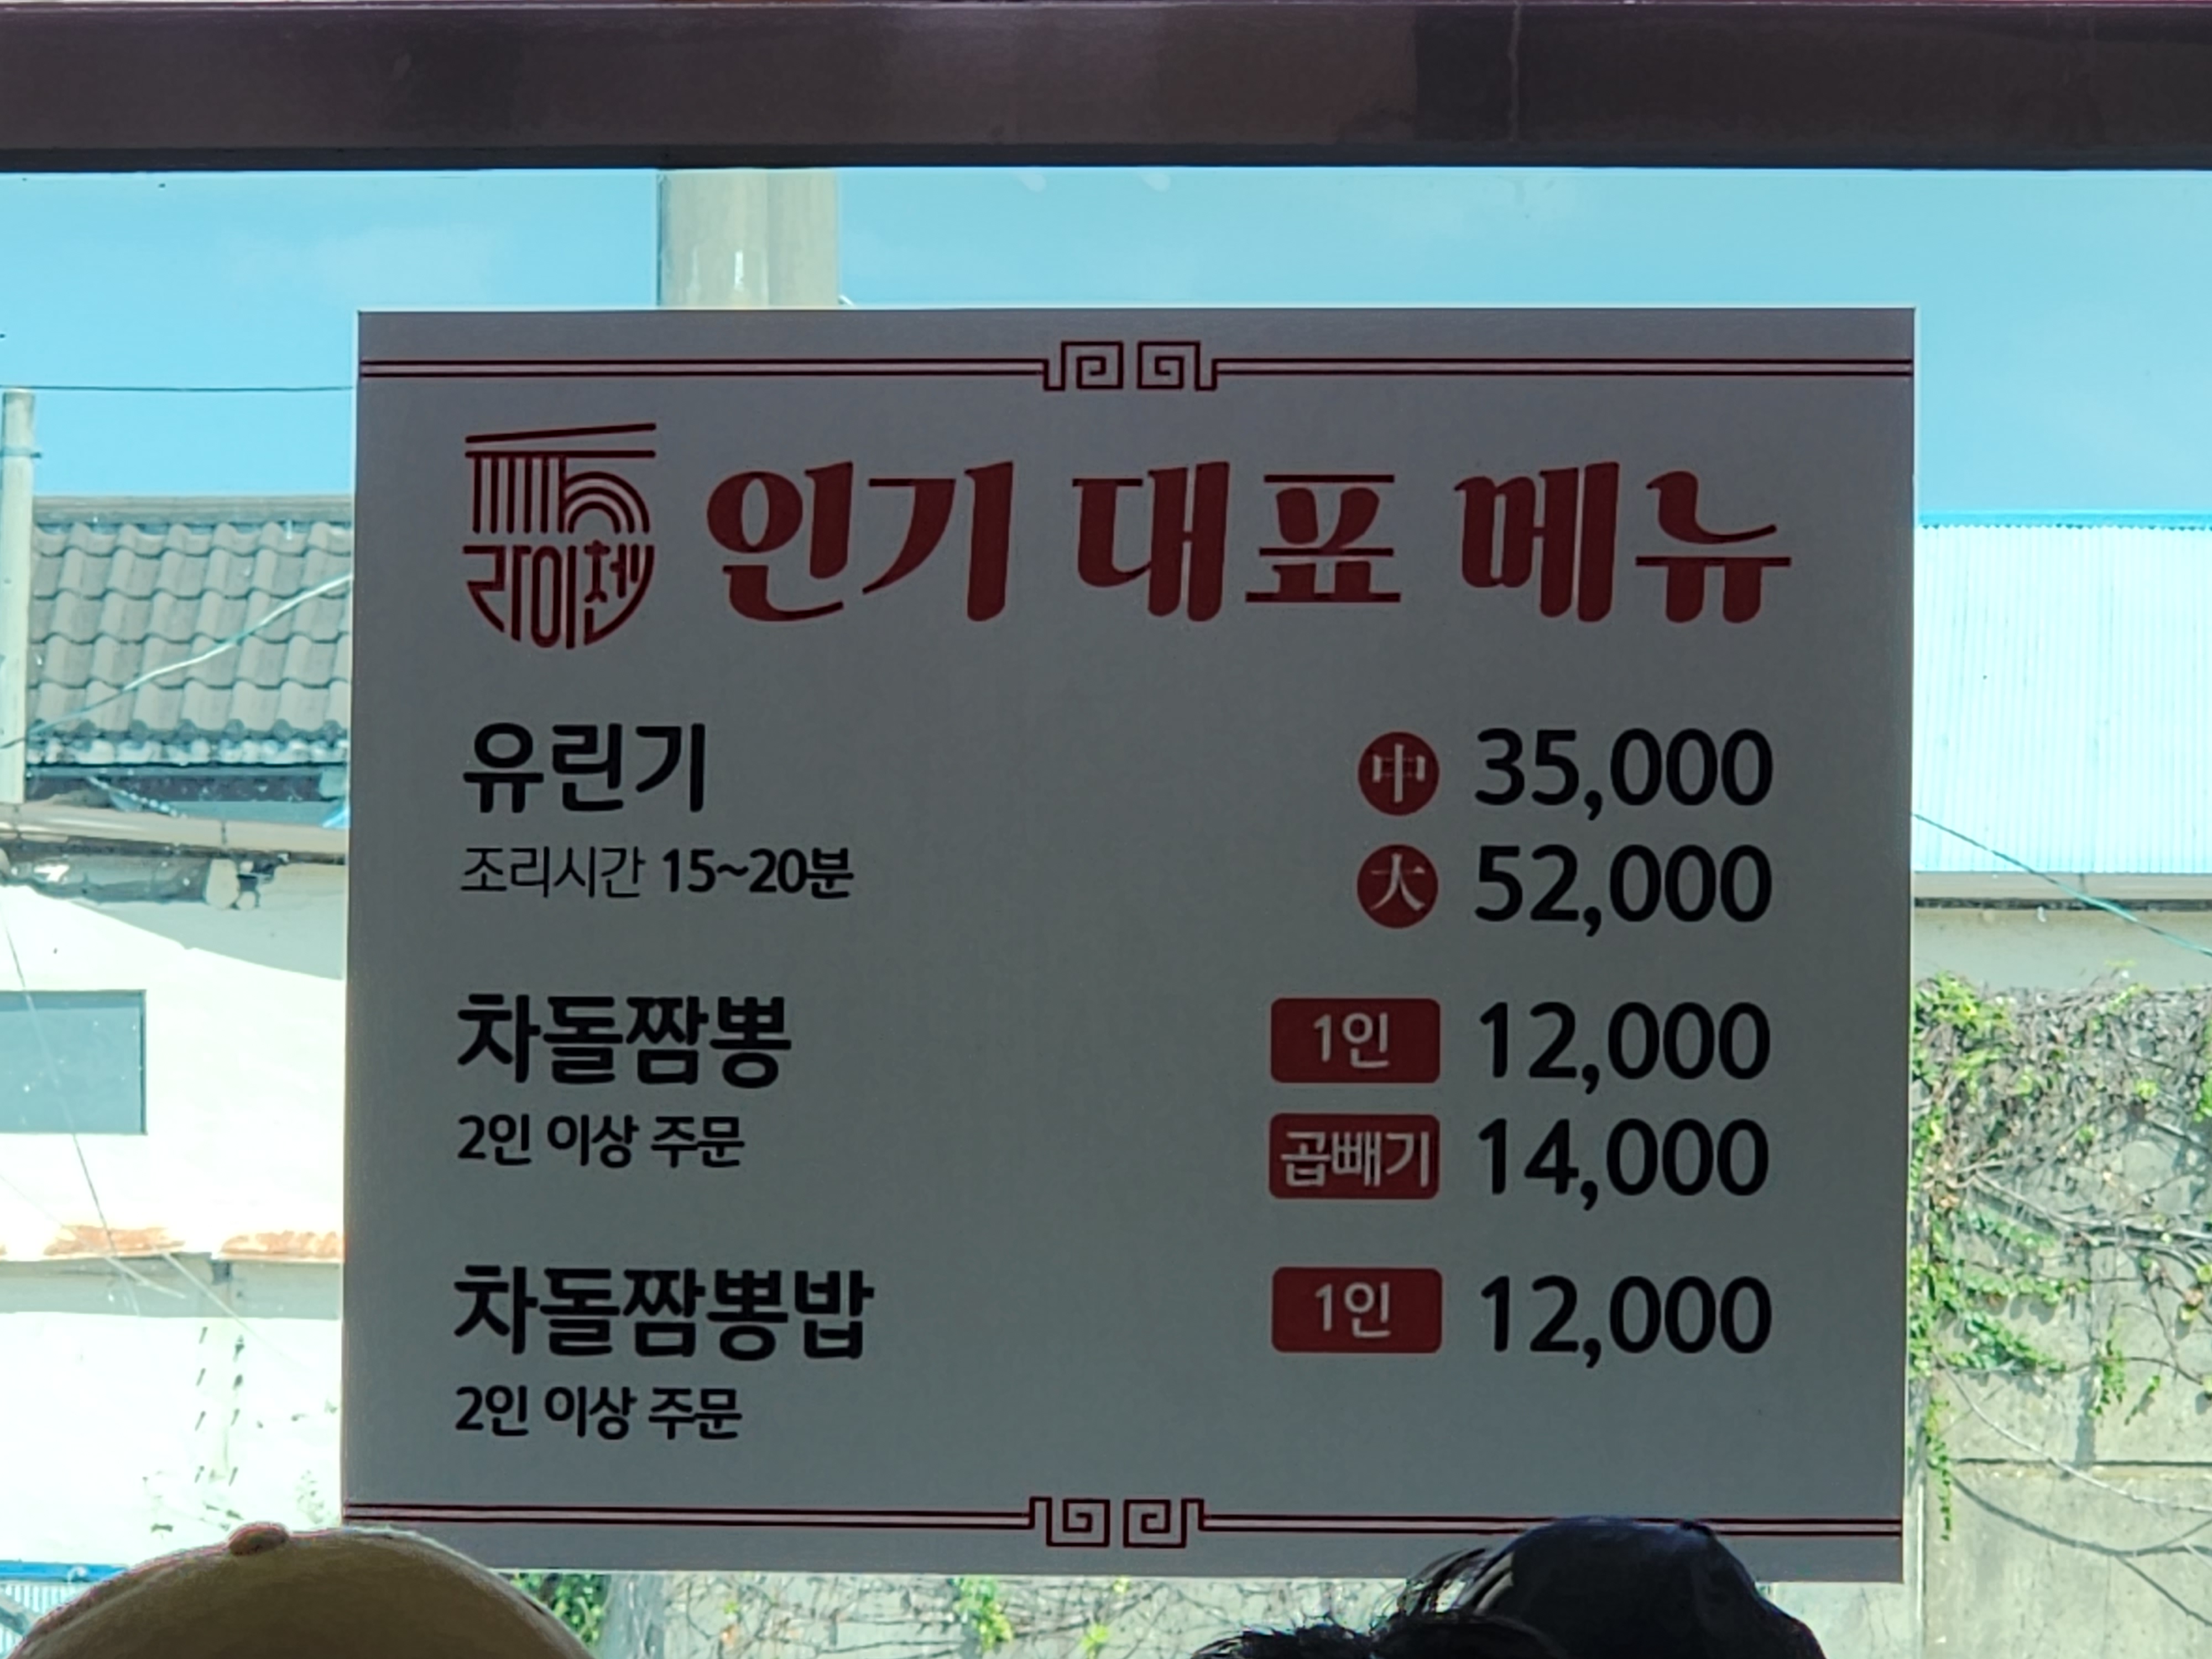 라이첸 인기 대표 메뉴
유린기 中 35,000
조리시간 15~20분 大 52,000
차돌짬뽕 1인 12,000
2인 이상 주문 곱빼기 14,000
차돌짬뽕밥 1인 12,000
2인 이상 주문